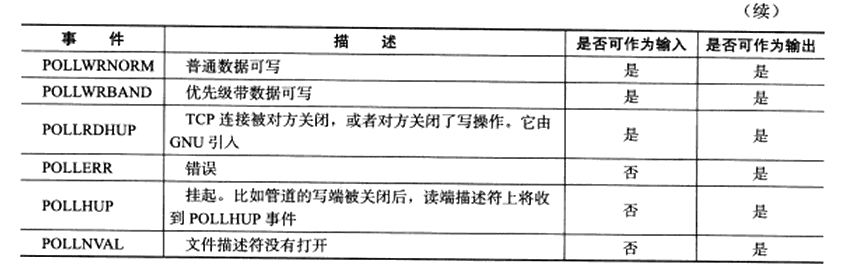 （续）
事 件 描 述 是否可作为输入 是否可作为输出
POLLWRNORM 普通数据可写 是 是
POLLWRBAND 优先级带数据可写 是 是
POLLRDHUP TCP 连接被对方关闭，或者对方关闭了写操作。它由 是 是
GNU 引入
POLLERR 错误 否 是
POLLHUP 挂起。比如管道的写端被关闭后，读端描述符上将收 否 是
到 POLLHUP 事件
POLLNVAL 文件描述符没有打开 否 是